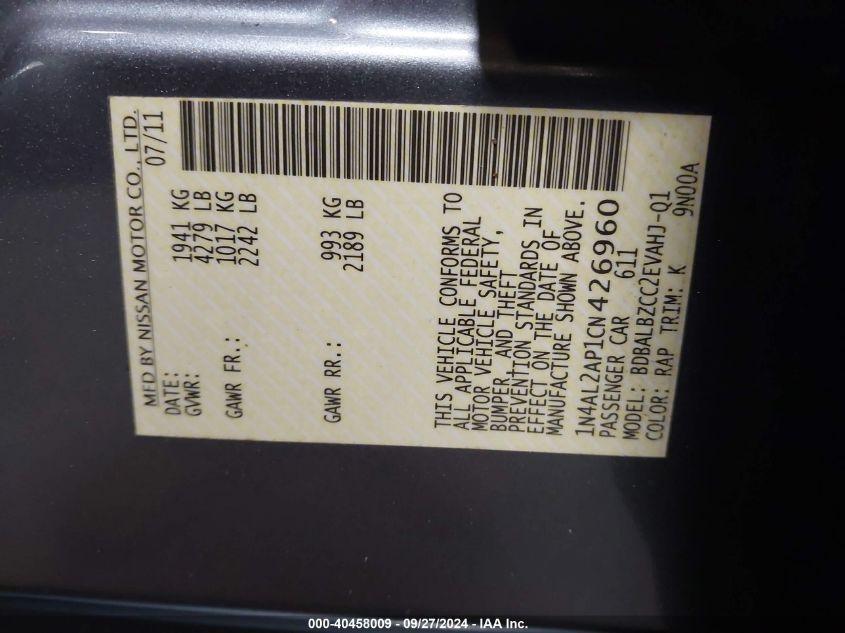 MFD BY NISSAN MOTOR CO., LTD.
DATE: 07/11
GVWR: 1941 KG
4279 LB
GAWR FR.: 1017 KG
2242 LB
GAWR RR.: 993 KG
2189 LB
THIS VEHICLE CONFORMS TO
ALL APPLICABLE FEDERAL
MOTOR VEHICLE SAFETY,
BUMPER, AND THEFT
PREVENTION STANDARDS IN
EFFECT ON THE DATE OF
MANUFACTURE SHOWN ABOVE.
1N4AL2AP1CN426960
PASSENGER CAR 611
MODEL: BDBALBZCC2EVAHJ-Q1
COLOR: RAP TRIM: K 9N00A
000-40458009 - 09/27/2024 - IAA Inc.